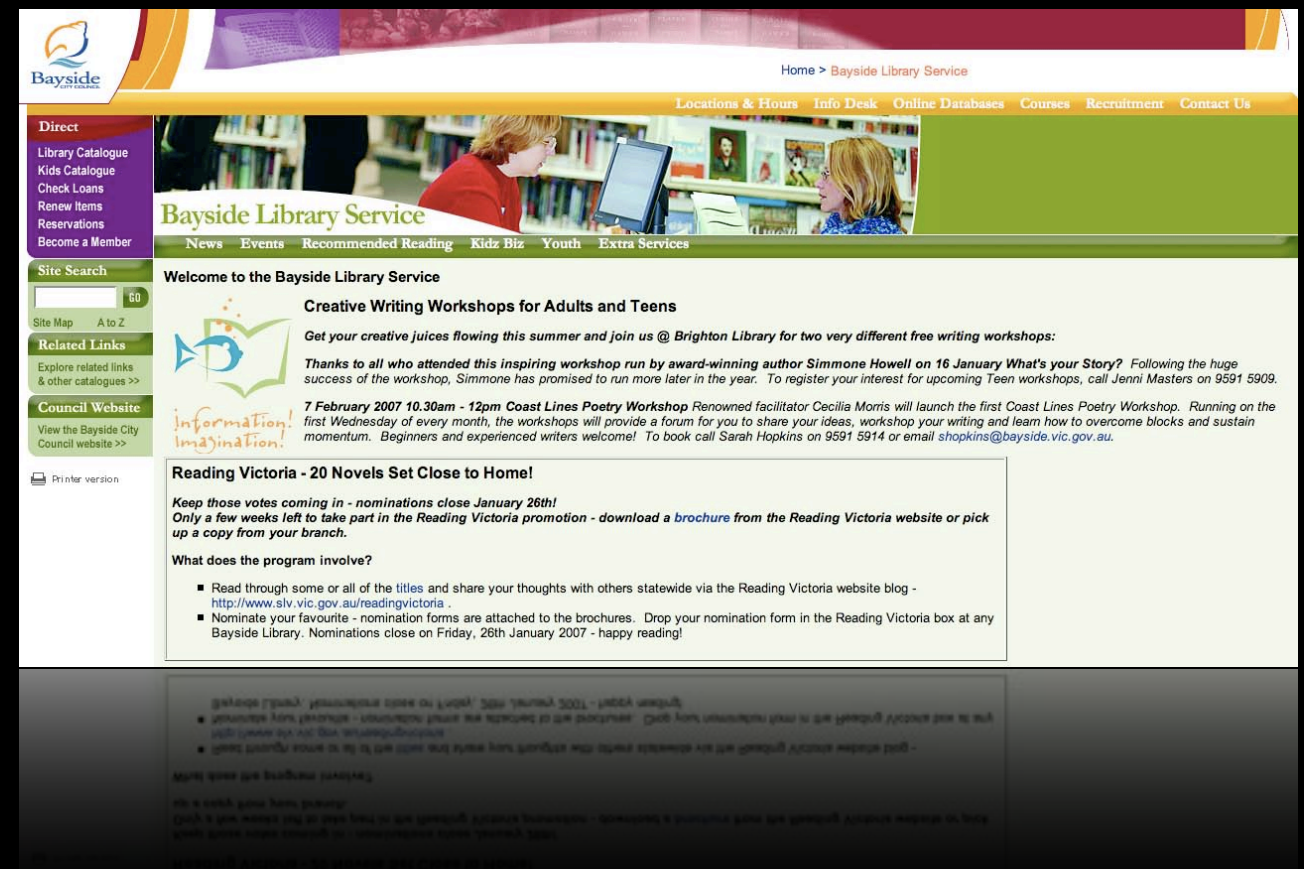 Bayside
CITY COUNCIL
Home > Bayside Library Service
Locations & Hours Info Desk Online Databases Courses Recruitment Contact Us
Direct
Library Catalogue
Kids Catalogue
Check Loans
Renew Items
Reservations
Become a Member
Bayside Library Service
News Events Recommended Reading Kidz Biz Youth Extra Services
Site Search
GO
Site Map A to Z
Related Links
Explore related links
& other catalogues >>
Council Website
View the Bayside City
Council website >>
Printer version
Welcome to the Bayside Library Service
Information!
Imagination!
Creative Writing Workshops for Adults and Teens
Get your creative juices flowing this summer and join us @ Brighton Library for two very different free writing workshops:
Thanks to all who attended this inspiring workshop run by award-winning author Simmone Howell on 16 January What's your Story? Following the huge
success of the workshop, Simmone has promised to run more later in the year. To register your interest for upcoming Teen workshops, call Jenni Masters on 9591 5909.
7 February 2007 10.30am - 12pm Coast Lines Poetry Workshop Renowned facilitator Cecilia Morris will launch the first Coast Lines Poetry Workshop. Running on the
first Wednesday of every month, the workshops will provide a forum for you to share your ideas, workshop your writing and learn how to overcome blocks and sustain
momentum. Beginners and experienced writers welcome! To book call Sarah Hopkins on 9591 5914 or email shopkins@bayside.vic.gov.au.
Reading Victoria - 20 Novels Set Close to Home!
Keep those votes coming in - nominations close January 26th!
Only a few weeks left to take part in the Reading Victoria promotion - download a brochure from the Reading Victoria website or pick
up a copy from your branch.
What does the program involve?
Read through some or all of the titles and share your thoughts with others statewide via the Reading Victoria website blog -
http://www.slv.vic.gov.au/readingvictoria .
Nominate your favourite - nomination forms are attached to the brochures. Drop your nomination form in the Reading Victoria box at any
Bayside Library. Nominations close on Friday, 26th January 2007 - happy reading!